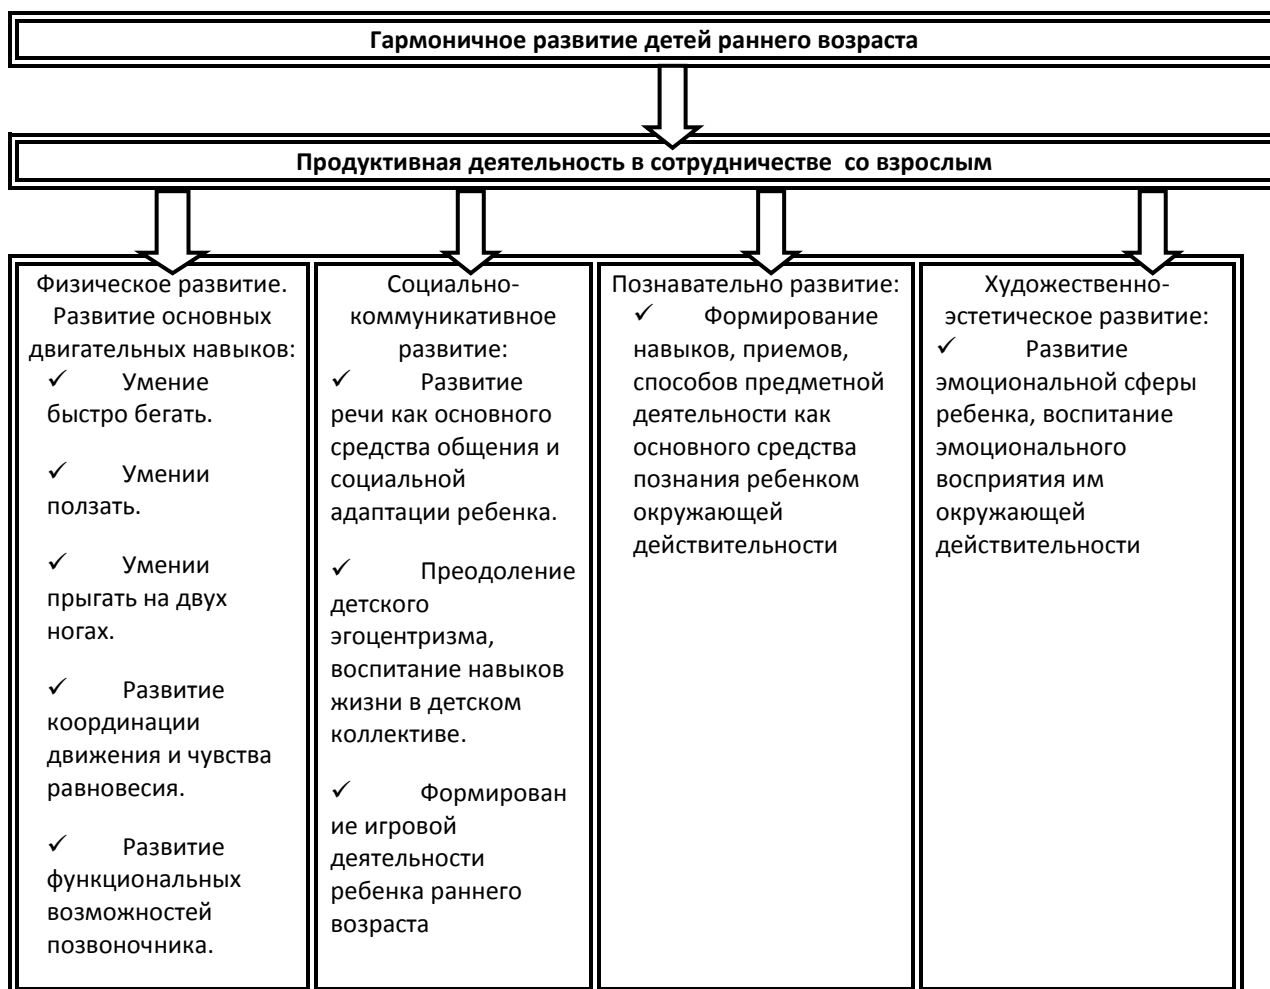 Гармоничное развитие детей раннего возраста
Продуктивная деятельность в сотрудничестве со взрослым
Физическое развитие.
Развитие основных
двигательных навыков:
✓ Умение
быстро бегать.
✓ Умении
ползать.
✓ Умении
прыгать на двух
ногах.
✓ Развитие
координации
движения и чувства
равновесия.
✓ Развитие
функциональных
возможностей
позвоночника.
Социально-
коммуникативное
развитие:
✓ Развитие
речи как основного
средства общения и
социальной
адаптации ребенка.
✓ Преодоление
детского
эгоцентризма,
воспитание навыков
жизни в детском
коллективе.
✓ Формирован
ие игровой
деятельности
ребенка раннего
возраста
Познавательно развитие:
✓ Формирование
навыков, приемов,
способов предметной
деятельности как
основного средства
познания ребенком
окружающей
действительности
Художественно-
эстетическое развитие:
✓ Развитие
эмоциональной сферы
ребенка, воспитание
эмоционального
восприятия им
окружающей
действительности